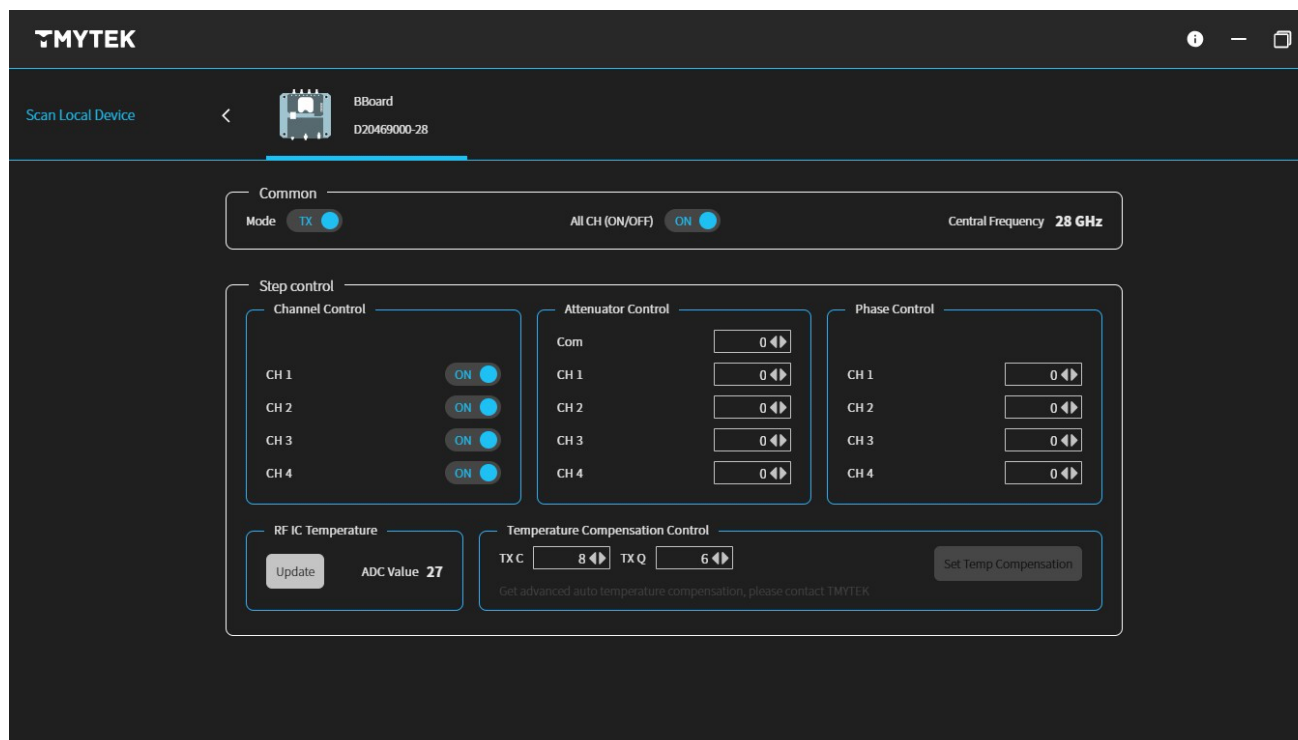 TMYTEK
Scan Local Device
BBoard
D20469000-28
Common
Mode TX All CH (ON/OFF) ON Central Frequency 28 GHz
Step control
Channel Control
CH 1 ON
CH 2 ON
CH 3 ON
CH 4 ON
Attenuator Control
Com 0
CH 1 0
CH 2 0
CH 3 0
CH 4 0
Phase Control
CH 1 0
CH 2 0
CH 3 0
CH 4 0
RF IC Temperature
Update ADC Value 27
Temperature Compensation Control
TX C 8 TX Q 6
Set Temp Compensation
Get advanced auto temperature compensation, please contact TMYTEK